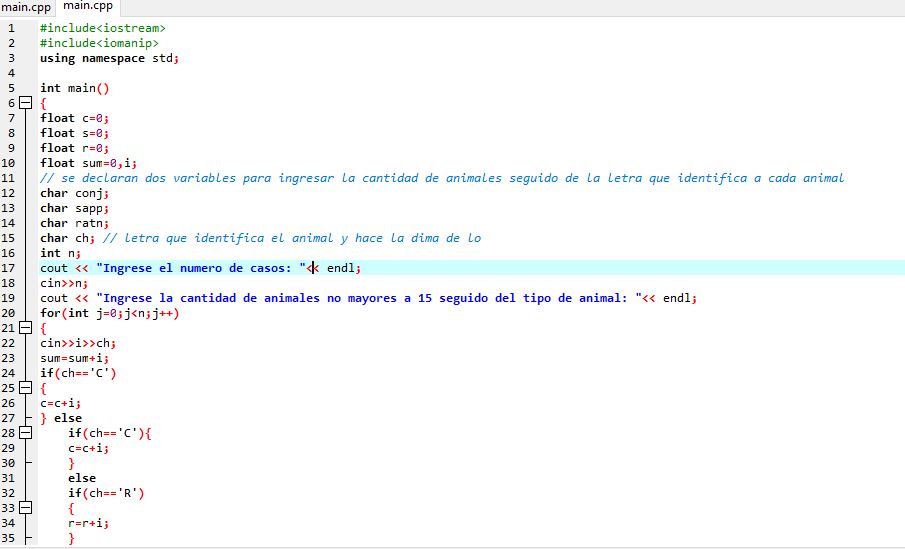 main.cpp main.cpp
1 #include<iostream>
2 #include<iomanip>
3 using namespace std;
4
5 int main()
6 {
7 float c=0;
8 float s=0;
9 float r=0;
10 float sum=0,i;
11 // se declaran dos variables para ingresar la cantidad de animales seguido de la letra que identifica a cada animal
12 char conj;
13 char sapp;
14 char ratn;
15 char ch; // letra que identifica el animal y hace la dima de lo
16 int n;
17 cout << "Ingrese el numero de casos: "<< endl;
18 cin>>n;
19 cout << "Ingrese la cantidad de animales no mayores a 15 seguido del tipo de animal: "<< endl;
20 for(int j=0;j<n;j++)
21 {
22 cin>>i>>ch;
23 sum=sum+i;
24 if(ch=='C')
25 {
26 c=c+i;
27 } else
28 if(ch=='C'){
29 c=c+i;
30 }
31 else
32 if(ch=='R')
33 {
34 r=r+i;
35 }